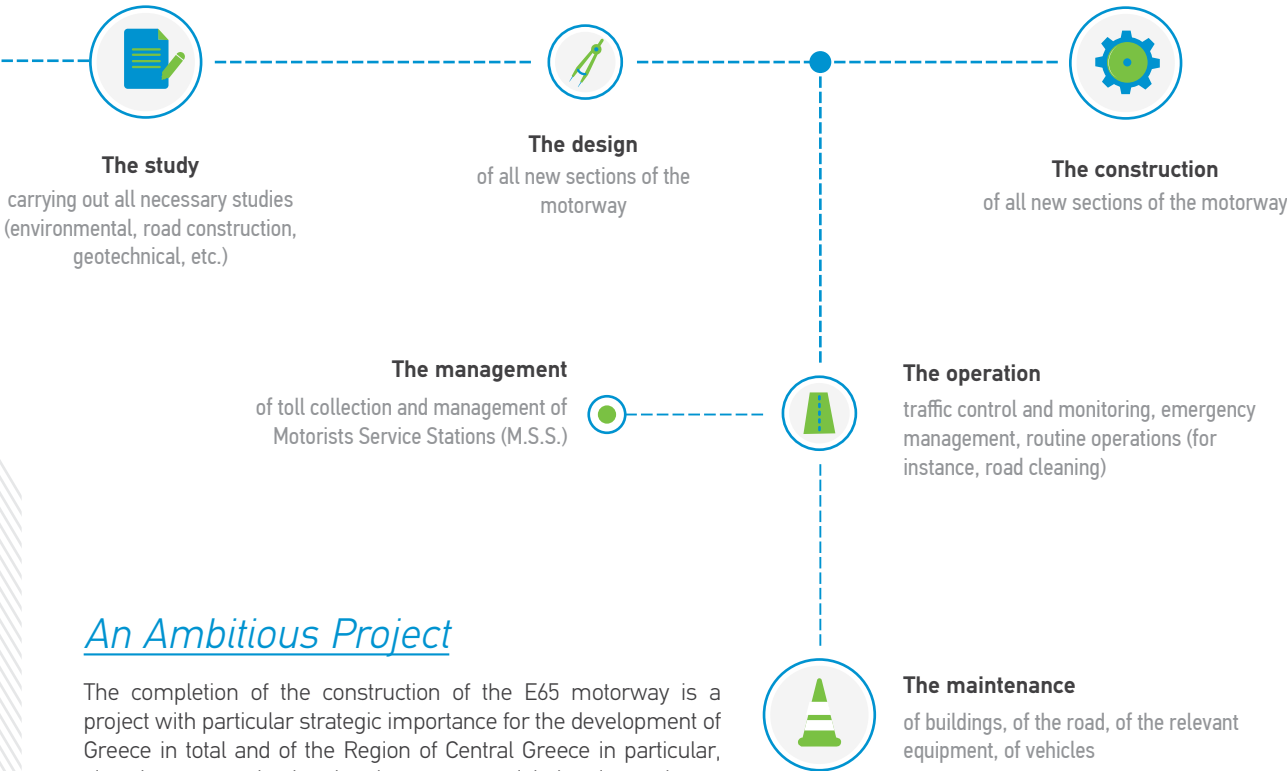 The study
carrying out all necessary studies
(environmental, road construction,
geotechnical, etc.)
The design
of all new sections of the
motorway
The construction
of all new sections of the motorway
The management
of toll collection and management of
Motorists Service Stations (M.S.S.)
The operation
traffic control and monitoring, emergency
management, routine operations (for
instance, road cleaning)
An Ambitious Project
The completion of the construction of the E65 motorway is a
project with particular strategic importance for the development of
Greece in total and of the Region of Central Greece in particular,
The maintenance
of buildings, of the road, of the relevant
equipment, of vehicles